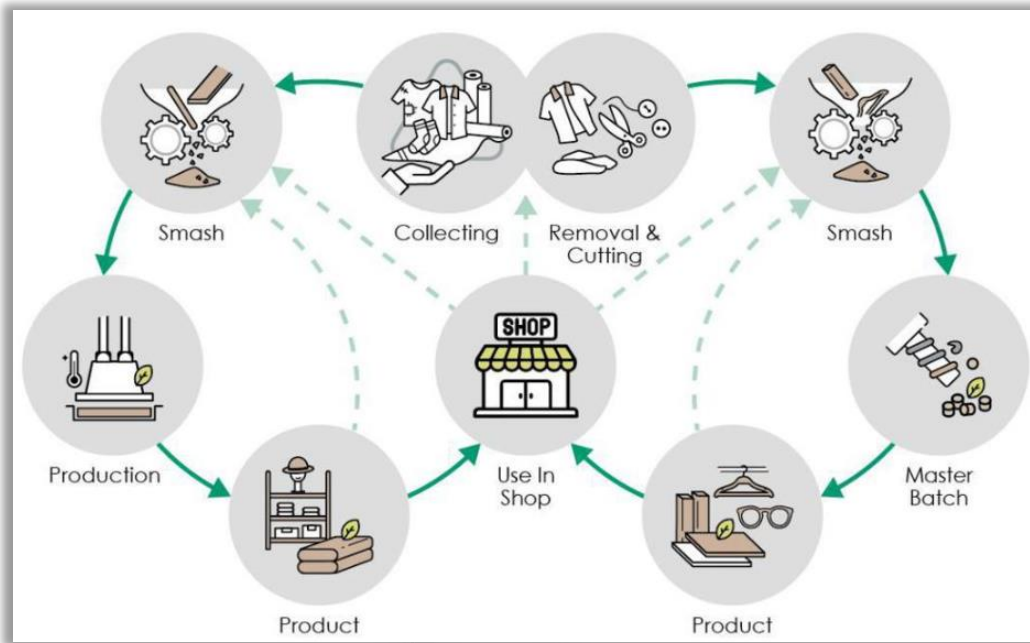 Smash
Collecting
Removal &
Cutting
Smash
SHOP
Production
Use In
Shop
Master
Batch
Product
Product